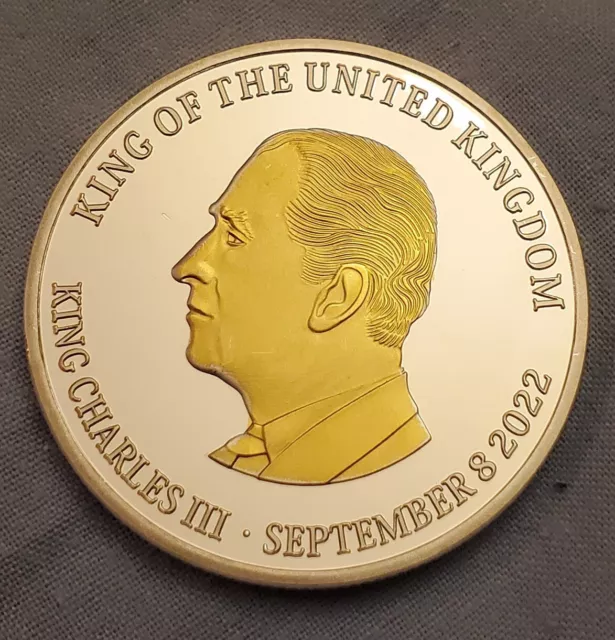 KING OF THE UNITED KINGDOM
KING CHARLES III · SEPTEMBER 8 2022